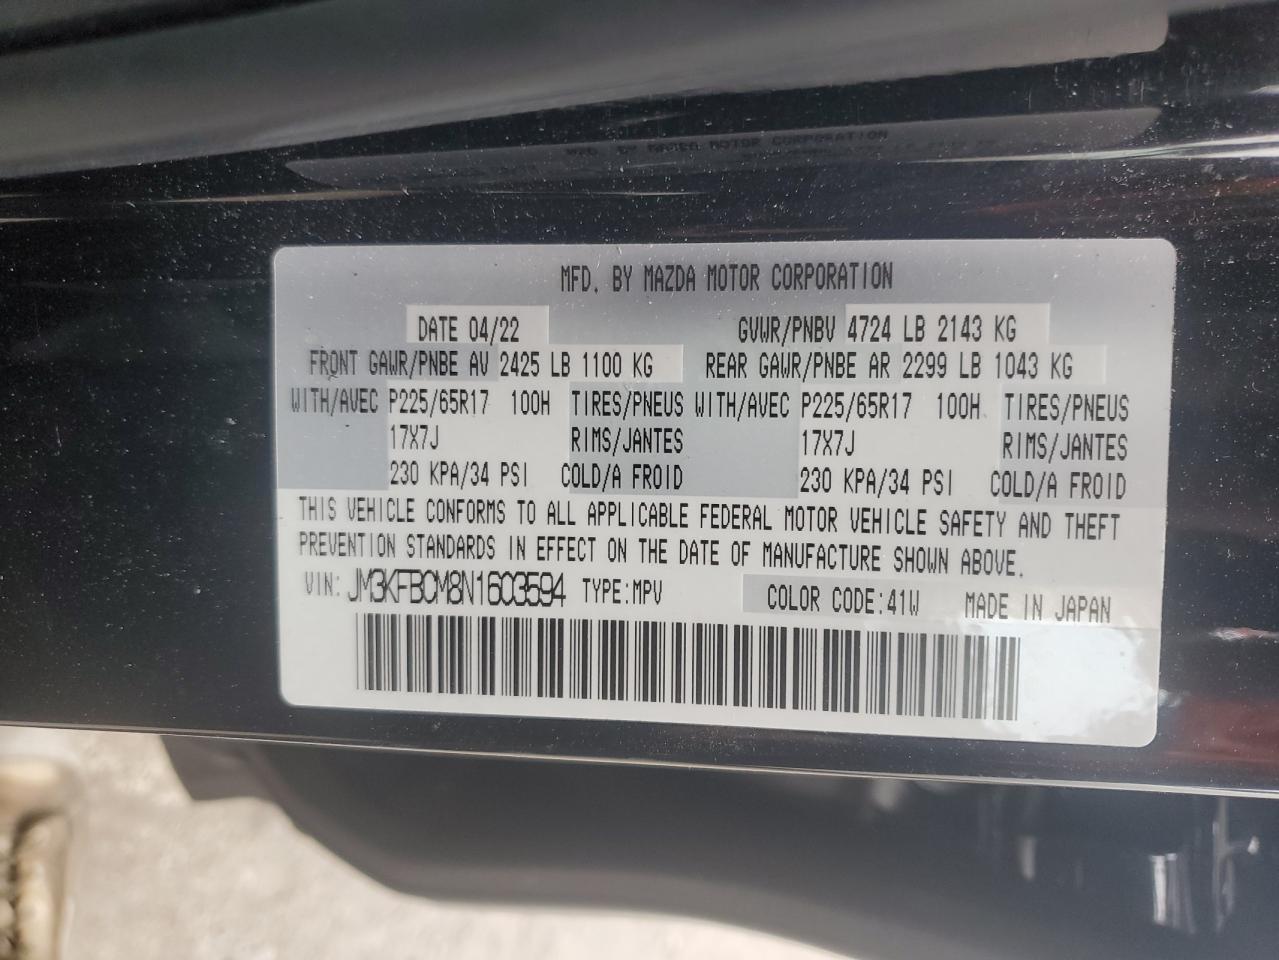 MFD. BY MAZDA MOTOR CORPORATION
DATE 04/22 GVWR/PNBV 4724 LB 2143 KG
FRONT GAWR/PNBE AV 2425 LB 1100 KG REAR GAWR/PNBE AR 2299 LB 1043 KG
WITH/AVEC P225/65R17 100H TIRES/PNEUS WITH/AVEC P225/65R17 100H TIRES/PNEUS
17X7J RIMS/JANTES 17X7J RIMS/JANTES
230 KPA/34 PSI COLD/A FROID 230 KPA/34 PSI COLD/A FROID
THIS VEHICLE CONFORMS TO ALL APPLICABLE FEDERAL MOTOR VEHICLE SAFETY AND THEFT
PREVENTION STANDARDS IN EFFECT ON THE DATE OF MANUFACTURE SHOWN ABOVE.
VIN: JM3KFBCM8N1603594 TYPE:MPV COLOR CODE:41W MADE IN JAPAN